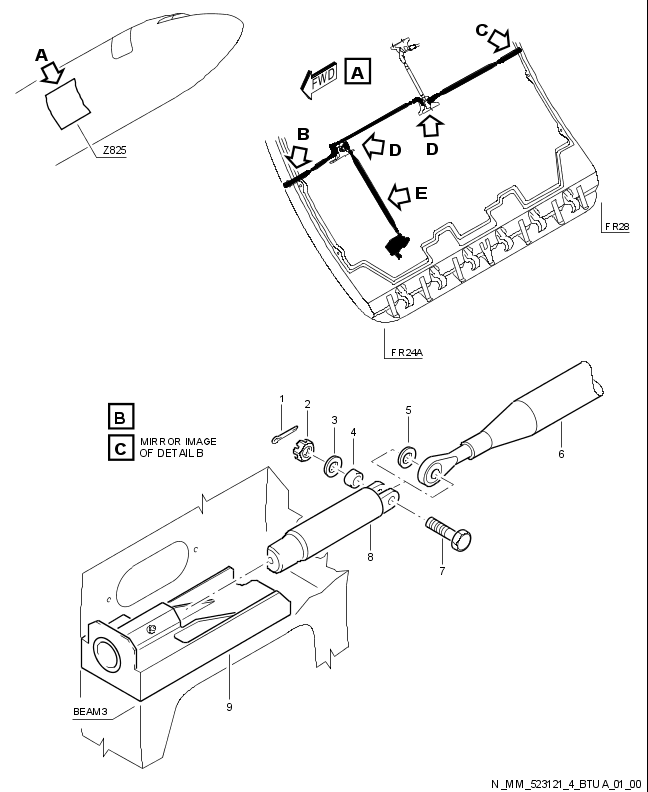 A
Z825
FWD
A
C
B
D
D
E
FR28
FR24A
B
C
MIRROR IMAGE
OF DETAIL B
1
2
3
4
5
6
7
8
9
BEAM3
N_MM_523121_4_BTUA_01_00